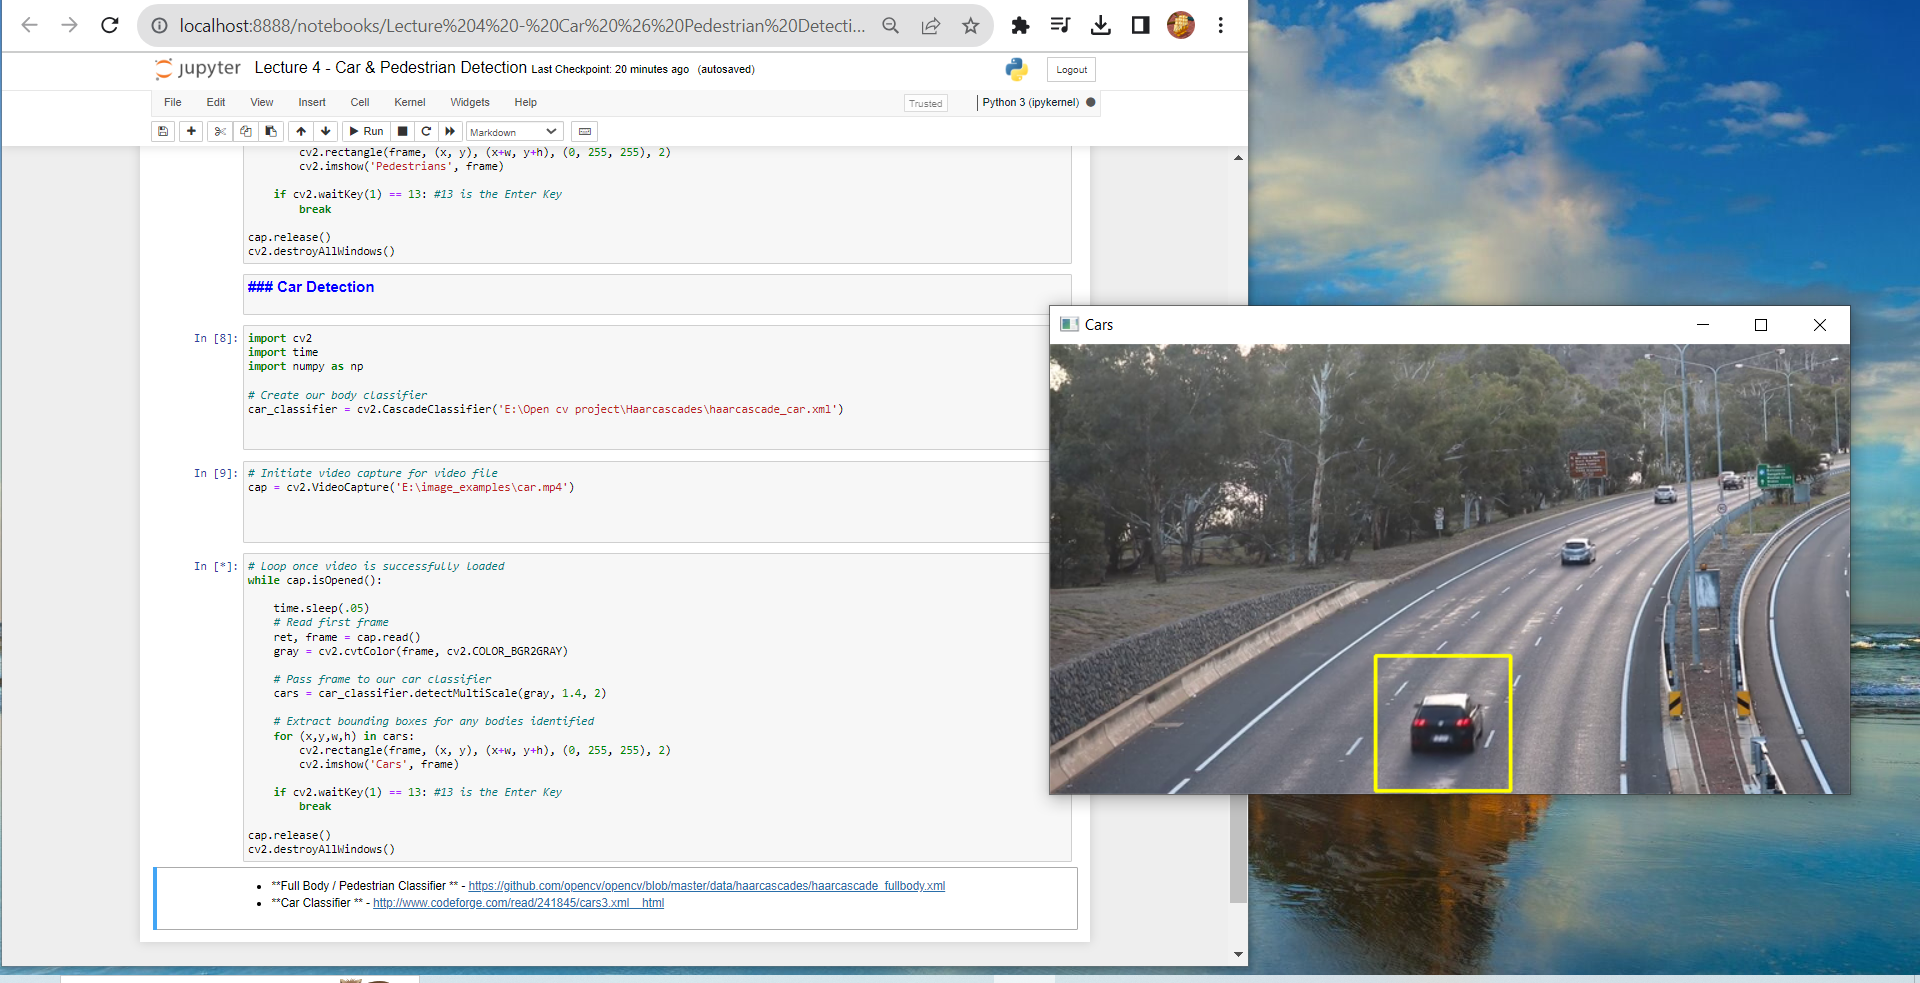 localhost:8888/notebooks/Lecture%204%20-%20Car%20%26%20Pedestrian%20Detecti...
jupyter Lecture 4 - Car & Pedestrian Detection Last Checkpoint: 20 minutes ago (autosaved)
Logout
File Edit View Insert Cell Kernel Widgets Help
Trusted
Python 3 (ipykernel)
Run
Markdown
cv2.rectangle(frame, (x, y), (x+w, y+h), (0, 255, 255), 2)
cv2.imshow('Pedestrians', frame)
if cv2.waitKey(1) == 13: #13 is the Enter Key
break
cap.release()
cv2.destroyAllWindows()
### Car Detection
In [8]: import cv2
import time
import numpy as np
# Create our body classifier
car_classifier = cv2.CascadeClassifier('E:\Open cv project\Haarcascades\haarcascade_car.xml')
In [9]: # Initiate video capture for video file
cap = cv2.VideoCapture('E:\image_examples\car.mp4')
In [*]: # Loop once video is successfully loaded
while cap.isOpened():
time.sleep(.05)
# Read first frame
ret, frame = cap.read()
gray = cv2.cvtColor(frame, cv2.COLOR_BGR2GRAY)
# Pass frame to our car classifier
cars = car_classifier.detectMultiScale(gray, 1.4, 2)
# Extract bounding boxes for any bodies identified
for (x,y,w,h) in cars:
cv2.rectangle(frame, (x, y), (x+w, y+h), (0, 255, 255), 2)
cv2.imshow('Cars', frame)
if cv2.waitKey(1) == 13: #13 is the Enter Key
break
cap.release()
cv2.destroyAllWindows()
• **Full Body / Pedestrian Classifier ** - https://github.com/opencv/opencv/blob/master/data/haarcascades/haarcascade_fullbody.xml
• **Car Classifier ** - http://www.codeforge.com/read/241845/cars3.xml__html
Cars